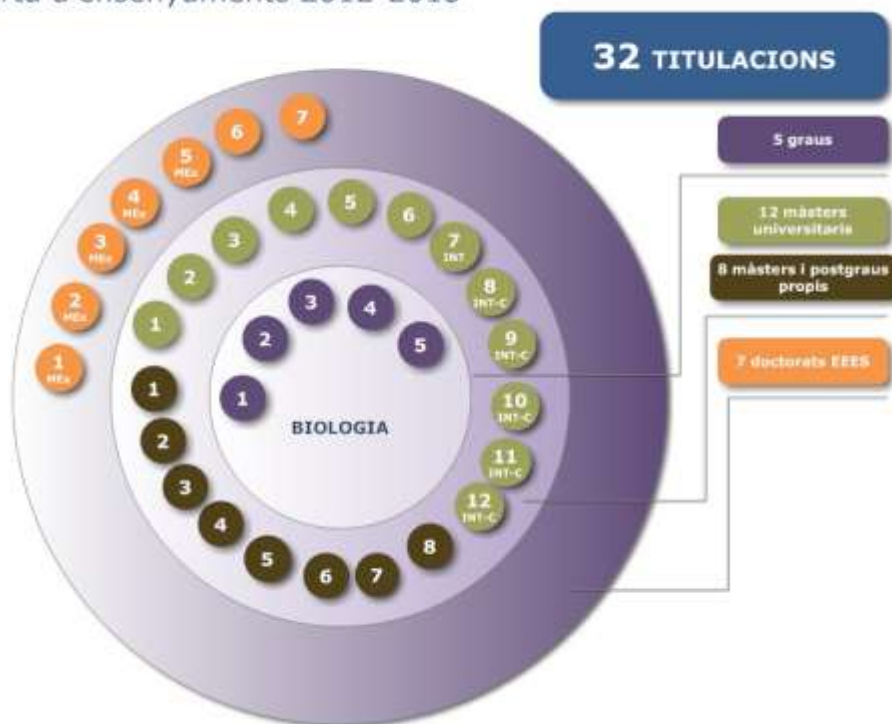 d'ensenyaments 2012-2013
32 TITULACIONS
5 graus
12 màsters
universitaris
8 màsters i postgraus
propis
7 doctorats EEES
BIOLOGIA
1
MEx
2
MEx
3
MEx
4
MEx
5
MEx
6
7
1
2
3
4
5
6
7
INT
8
INT-C
9
INT-C
10
INT-C
11
INT-C
12
INT-C
1
2
3
4
5
1
2
3
4
5
6
7
8